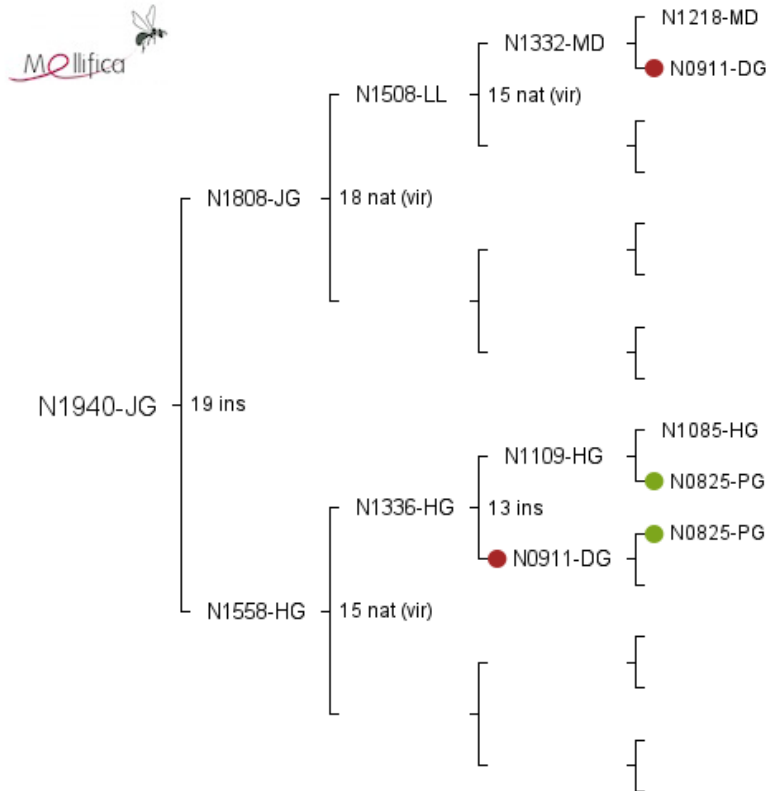 Mellifica
N1218-MD
N1332-MD
N0911-DG
N1508-LL
15 nat (vir)
N1808-JG
18 nat (vir)
N1940-JG
19 ins
N1085-HG
N1109-HG
N0825-PG
N1336-HG
13 ins
N0825-PG
N0911-DG
N1558-HG
15 nat (vir)